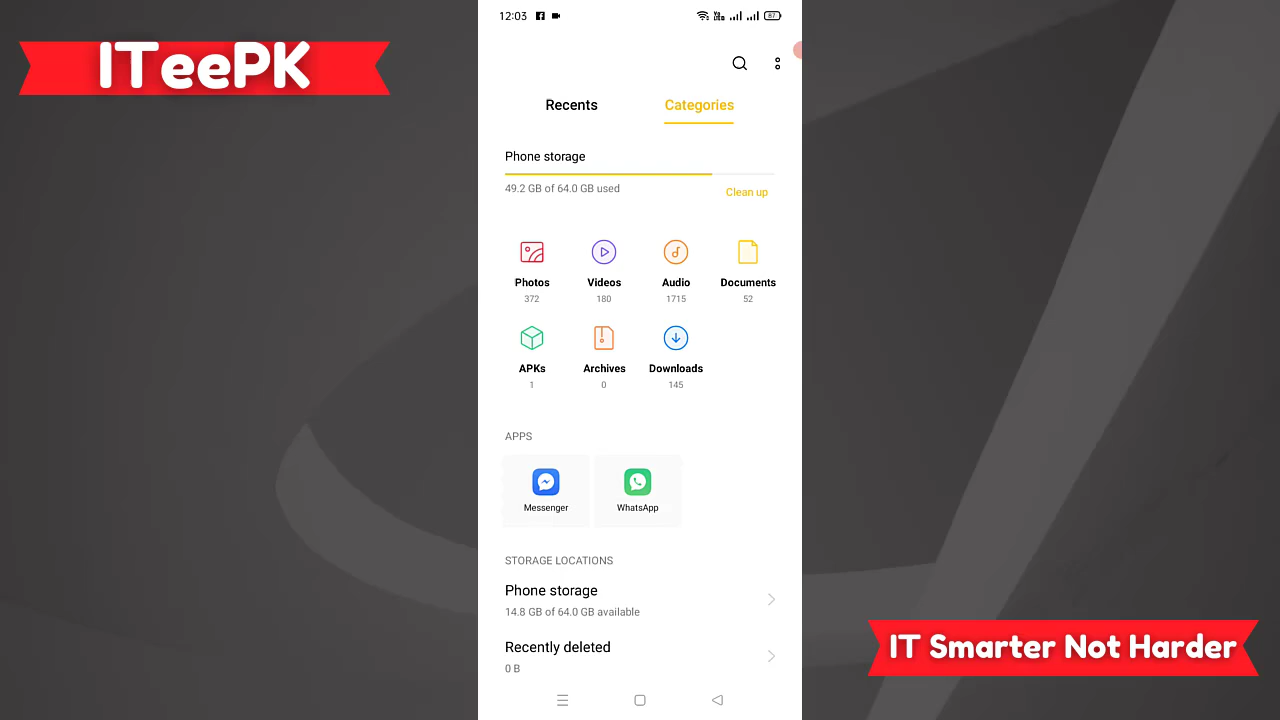 ITeePK
12:03
87
Recents Categories
Phone storage
49.2 GB of 64.0 GB used
Clean up
Photos Videos Audio Documents
372 180 1715 52
APKs Archives Downloads
1 0 145
APPS
Messenger WhatsApp
STORAGE LOCATIONS
Phone storage
14.8 GB of 64.0 GB available
Recently deleted
0 B
IT Smarter Not Harder